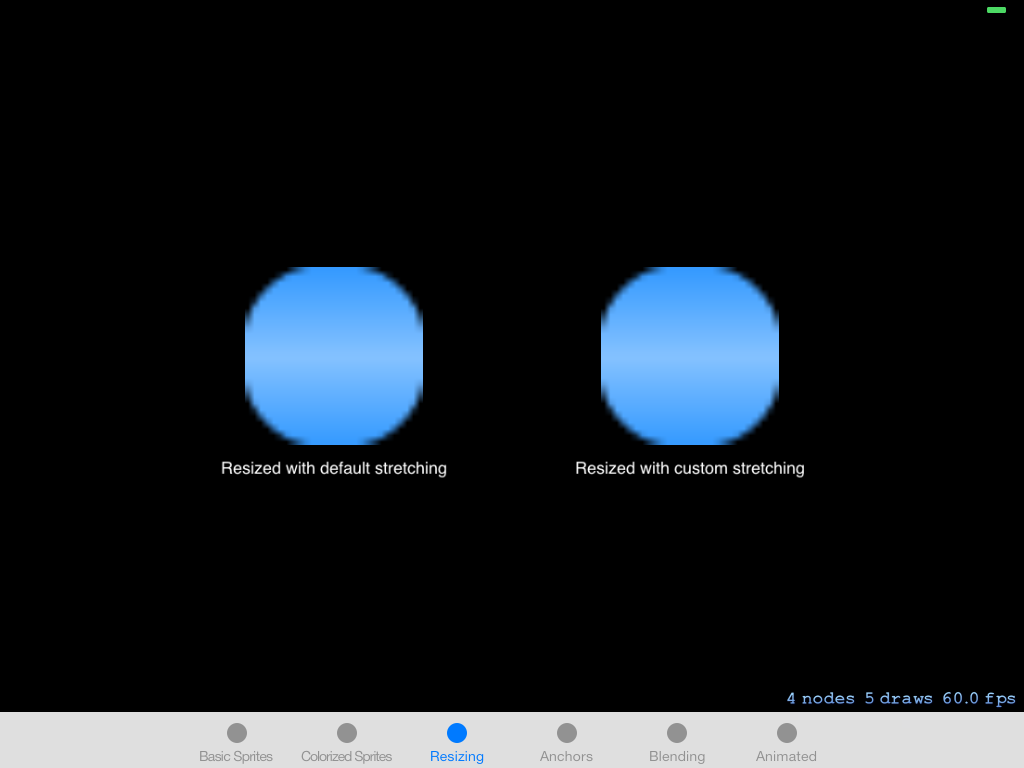 Resized with default stretching
Resized with custom stretching
4 nodes 5 draws 60.0 fps
Basic Sprites
Colorized Sprites
Resizing
Anchors
Blending
Animated